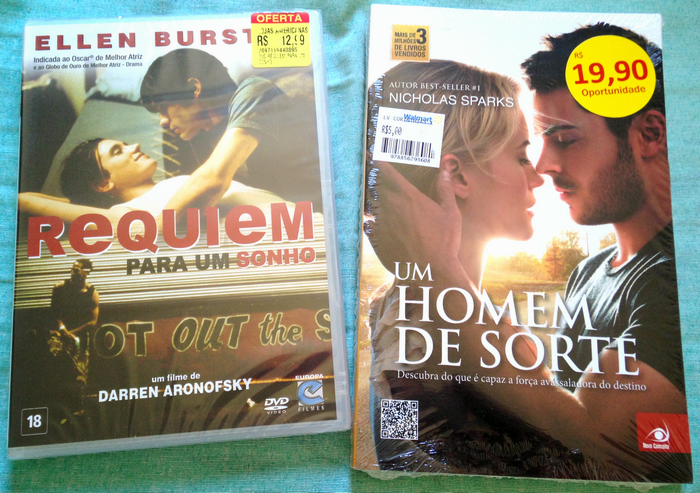 OFERTA
R$ 12,99
ELLEN BURST
Indicada ao Oscar® de Melhor Atriz
e ao Globo de Ouro de Melhor Atriz - Drama
REQUIEM
PARA UM SONHO
OT OUT the S
um filme de
DARREN ARONOFSKY
DVD
VIDEO
EUROPA
FILMES
18
MAIS DE 3
MILHÕES
DE LIVROS
VENDIDOS
R$
19,90
Oportunidade
AUTOR BEST-SELLER #1
NICHOLAS SPARKS
R$5,00
9788581791608
UM
HOMEM
DE SORTE
Descubra do que é capaz a força avassaladora do destino
Novo Conceito